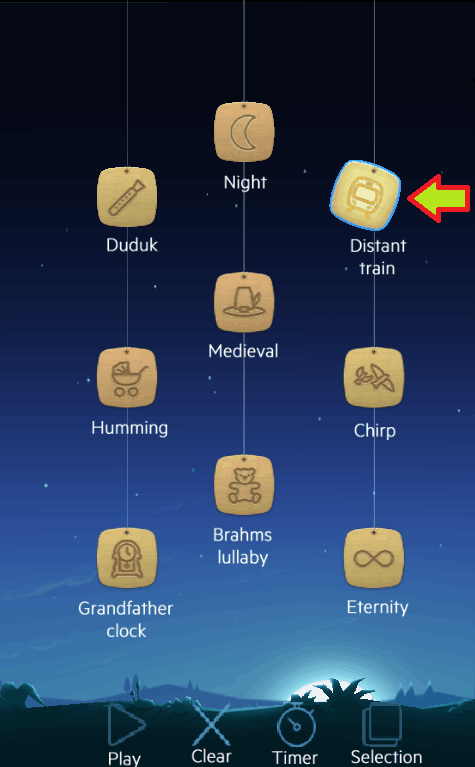 Night
Duduk
Distant
train
Medieval
Humming
Chirp
Brahms
lullaby
Grandfather
clock
Eternity
Play
Clear
Timer
Selection